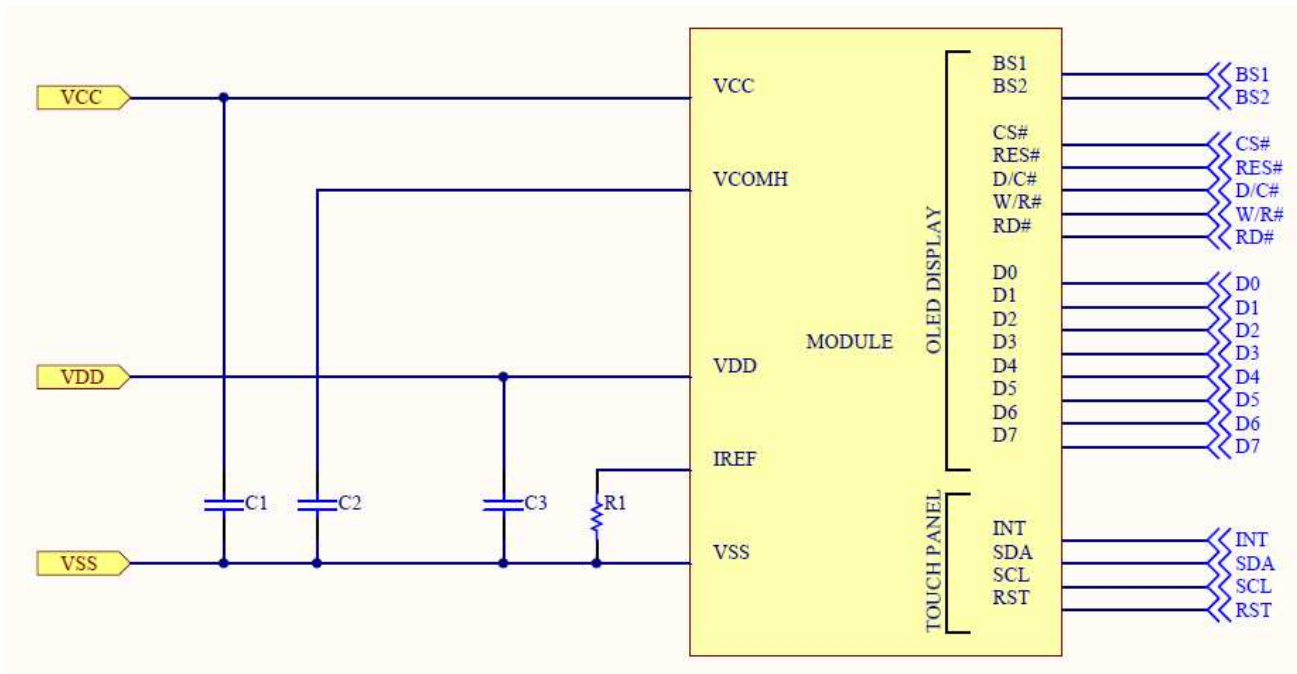 VCC
VDD
VSS
C1
C2
C3
R1
VCC
VCOMH
VDD
IREF
VSS
MODULE
OLED DISPLAY
TOUCH PANEL
BS1
BS2
CS#
RES#
D/C#
W/R#
RD#
D0
D1
D2
D3
D4
D5
D6
D7
INT
SDA
SCL
RST
BS1
BS2
CS#
RES#
D/C#
W/R#
RD#
D0
D1
D2
D3
D4
D5
D6
D7
INT
SDA
SCL
RST